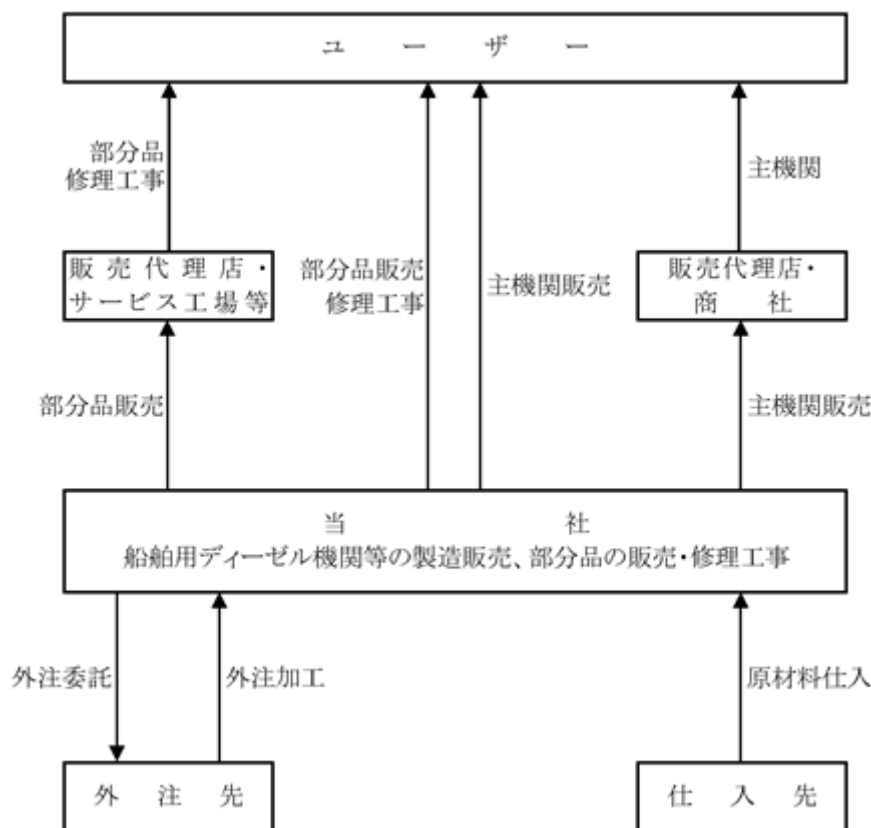 ユーザー
部分品
修理工事
主機関
販売代理店・
サービス工場等
部分品販売
修理工事
主機関販売
販売代理店・
商社
部分品販売
主機関販売
当社
船舶用ディーゼル機関等の製造販売、部分品の販売・修理工事
外注委託
外注加工
原材料仕入
外注先
仕入先